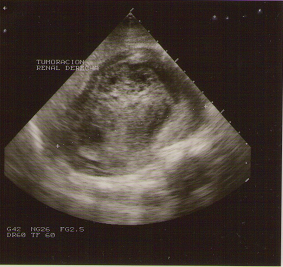 TUMORACION
RENAL DERECHA
G42 NG26 FG2.5
DR60 TF 60